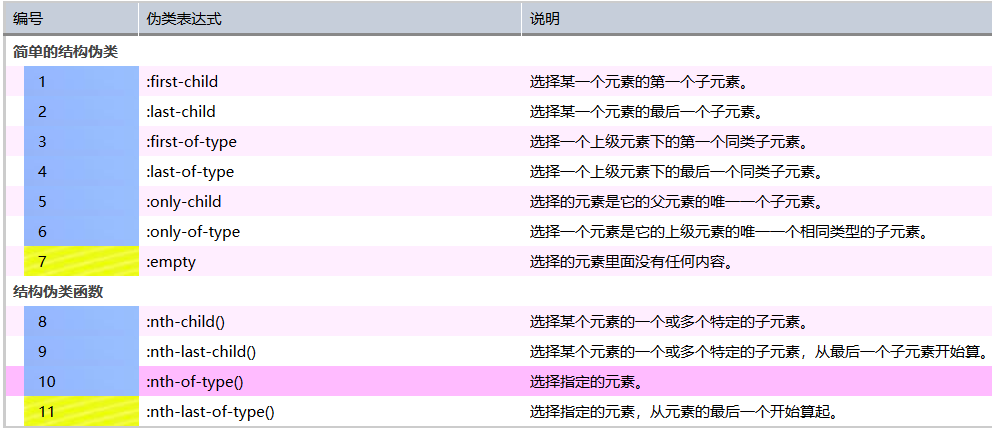 编号 伪类表达式 说明
简单的结构伪类
1 :first-child 选择某一个元素的第一个子元素。
2 :last-child 选择某一个元素的最后一个子元素。
3 :first-of-type 选择一个上级元素下的第一个同类子元素。
4 :last-of-type 选择一个上级元素下的最后一个同类子元素。
5 :only-child 选择的元素是它的父元素的唯一一个子元素。
6 :only-of-type 选择一个元素是它的上级元素的唯一一个相同类型的子元素。
7 :empty 选择的元素里面没有任何内容。
结构伪类函数
8 :nth-child() 选择某个元素的一个或多个特定的子元素。
9 :nth-last-child() 选择某个元素的一个或多个特定的子元素，从最后一个子元素开始算。
10 :nth-of-type() 选择指定的元素。
11 :nth-last-of-type() 选择指定的元素，从元素的最后一个开始算起。